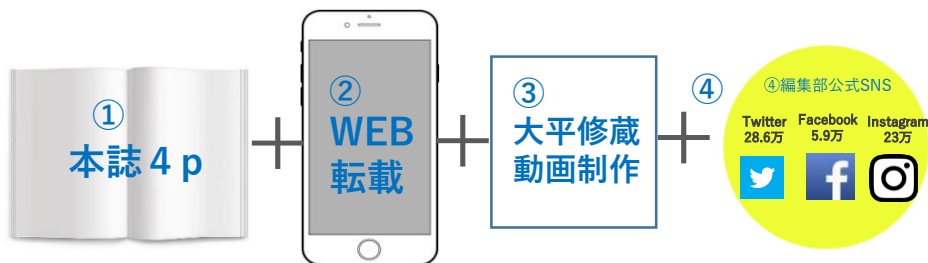 ①
本誌４ｐ
②
WEB
転載
③
大平修蔵
動画制作
④
④編集部公式SNS
Twitter
28.6万
Facebook
5.9万
Instagram
23万